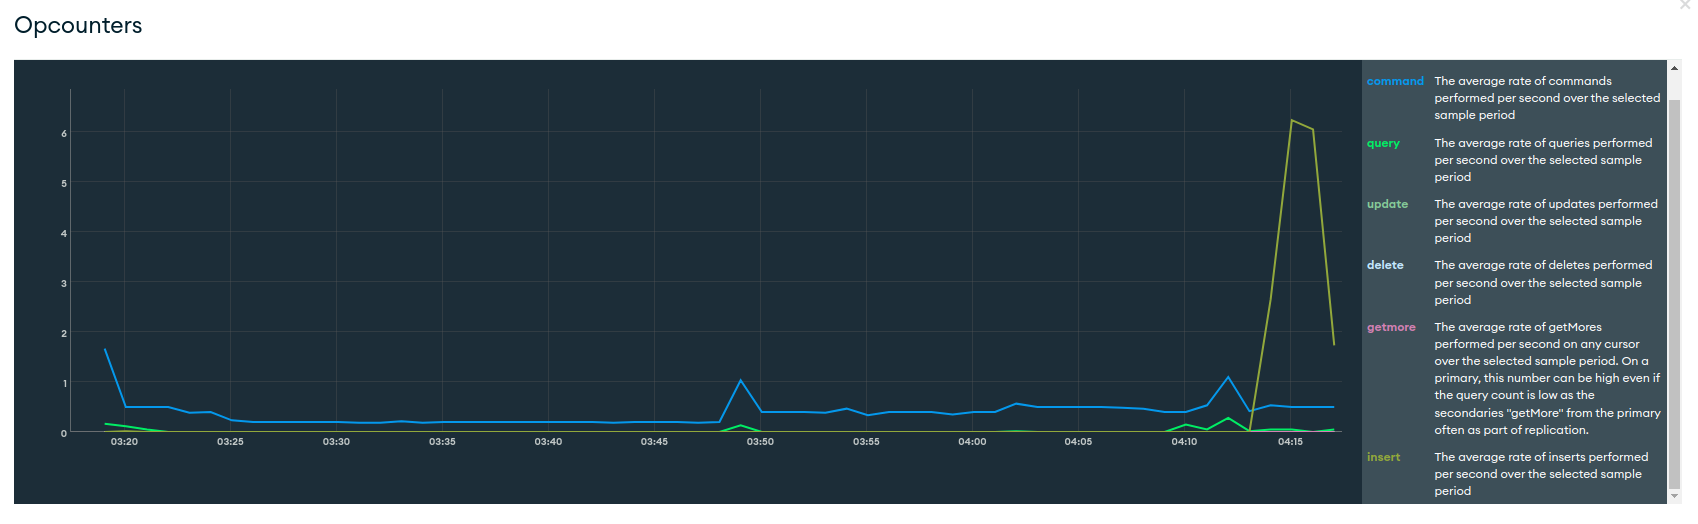 Opcounters
6
5
4
3
2
1
0
03:20 03:25 03:30 03:35 03:40 03:45 03:50 03:55 04:00 04:05 04:10 04:15
command The average rate of commands
performed per second over the selected
sample period
query The average rate of queries performed
per second over the selected sample
period
update The average rate of updates performed
per second over the selected sample
period
delete The average rate of deletes performed
per second over the selected sample
period
getmore The average rate of getMores
performed per second on any cursor
over the selected sample period. On a
primary, this number can be high even if
the query count is low as the
secondaries "getMore" from the primary
often as part of replication.
insert The average rate of inserts performed
per second over the selected sample
period